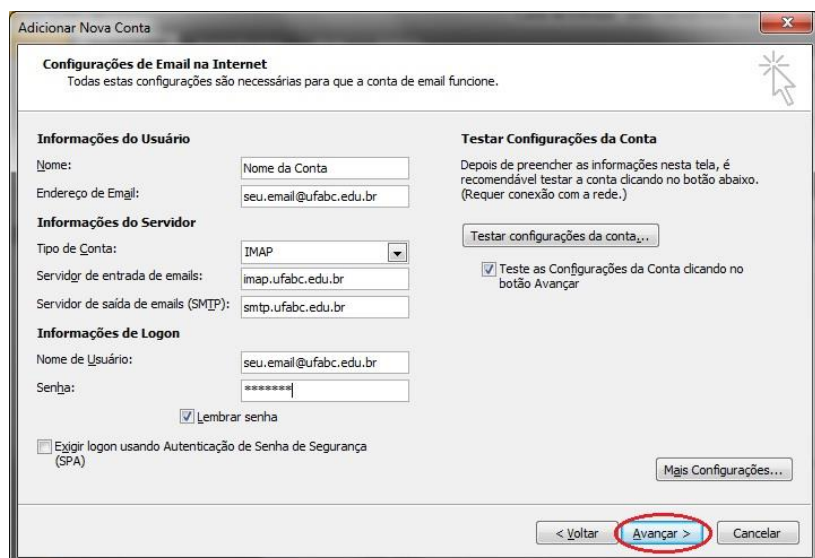 Adicionar Nova Conta
Configurações de Email na Internet
Todas estas configurações são necessárias para que a conta de email funcione.
Informações do Usuário
Nome:
Nome da Conta
Endereço de Email:
seu.email@ufabc.edu.br
Informações do Servidor
Tipo de Conta:
IMAP
Servidor de entrada de emails:
imap.ufabc.edu.br
Servidor de saída de emails (SMTP):
smtp.ufabc.edu.br
Informações de Logon
Nome de Usuário:
seu.email@ufabc.edu.br
Senha:
*******
Lembrar senha
Exigir logon usando Autenticação de Senha de Segurança
(SPA)
Testar Configurações da Conta
Depois de preencher as informações nesta tela, é
recomendável testar a conta clicando no botão abaixo.
(Requer conexão com a rede.)
Testar configurações da conta...
Teste as Configurações da Conta clicando no
botão Avançar
Mais Configurações...
< Voltar
Avançar >
Cancelar